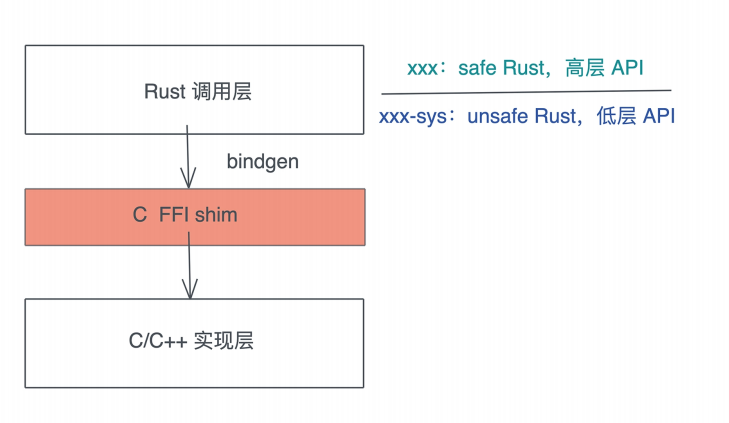 xxx：safe Rust，高层 API
Rust 调用层
xxx-sys：unsafe Rust，低层 API
bindgen
C FFI shim
C/C++ 实现层